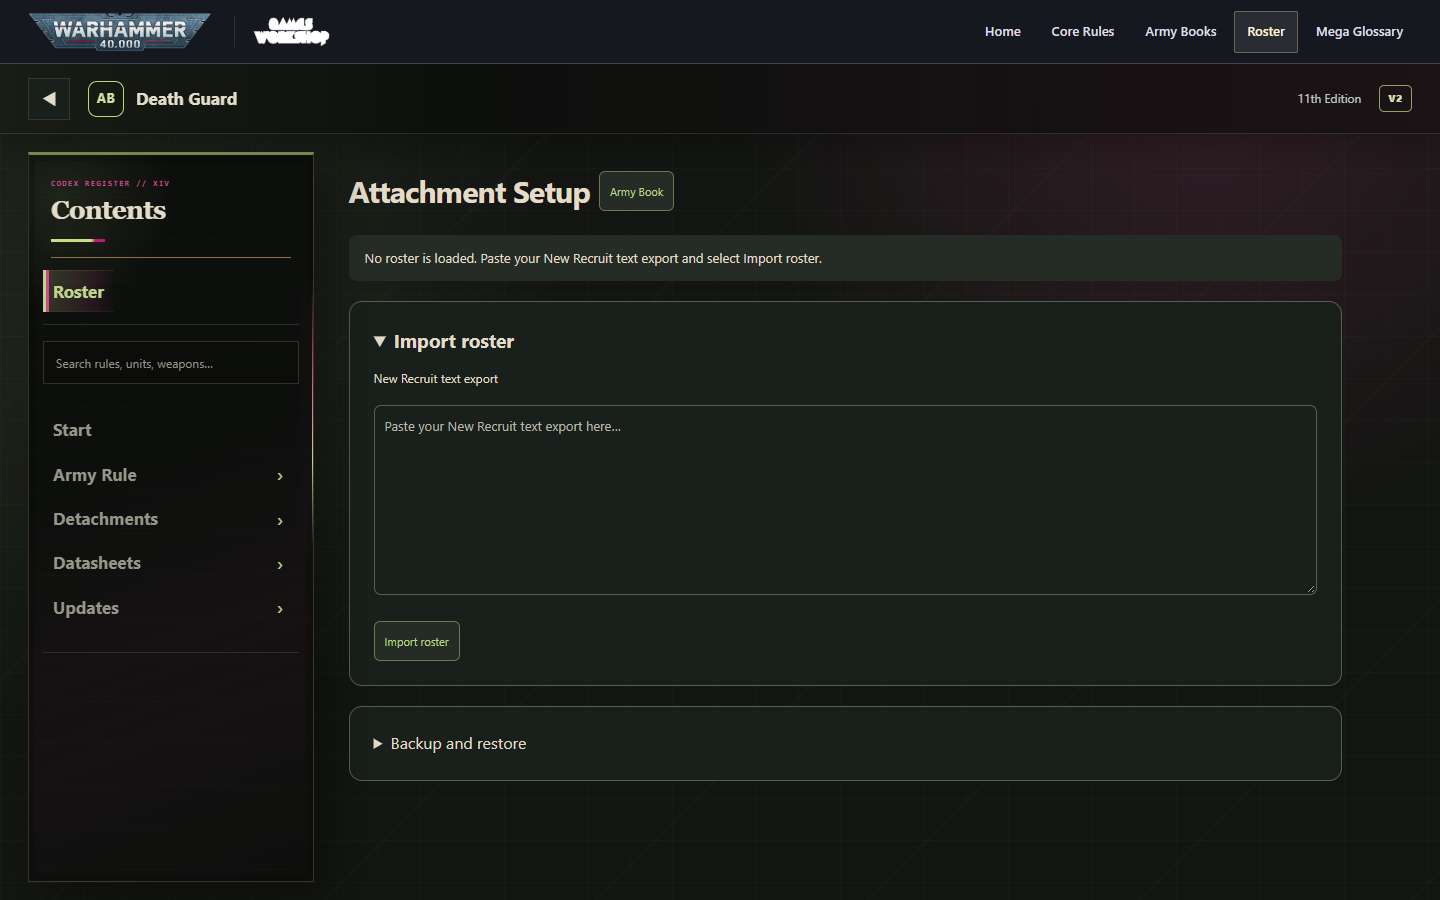 WARHAMMER
40,000
GAMES
WORKSHOP
Home
Core Rules
Army Books
Roster
Mega Glossary
AB
Death Guard
11th Edition
V2
CODEX REGISTER // XIV
Contents
Roster
Search rules, units, weapons...
Start
Army Rule
Detachments
Datasheets
Updates
Attachment Setup
Army Book
No roster is loaded. Paste your New Recruit text export and select Import roster.
Import roster
New Recruit text export
Paste your New Recruit text export here...
Import roster
Backup and restore